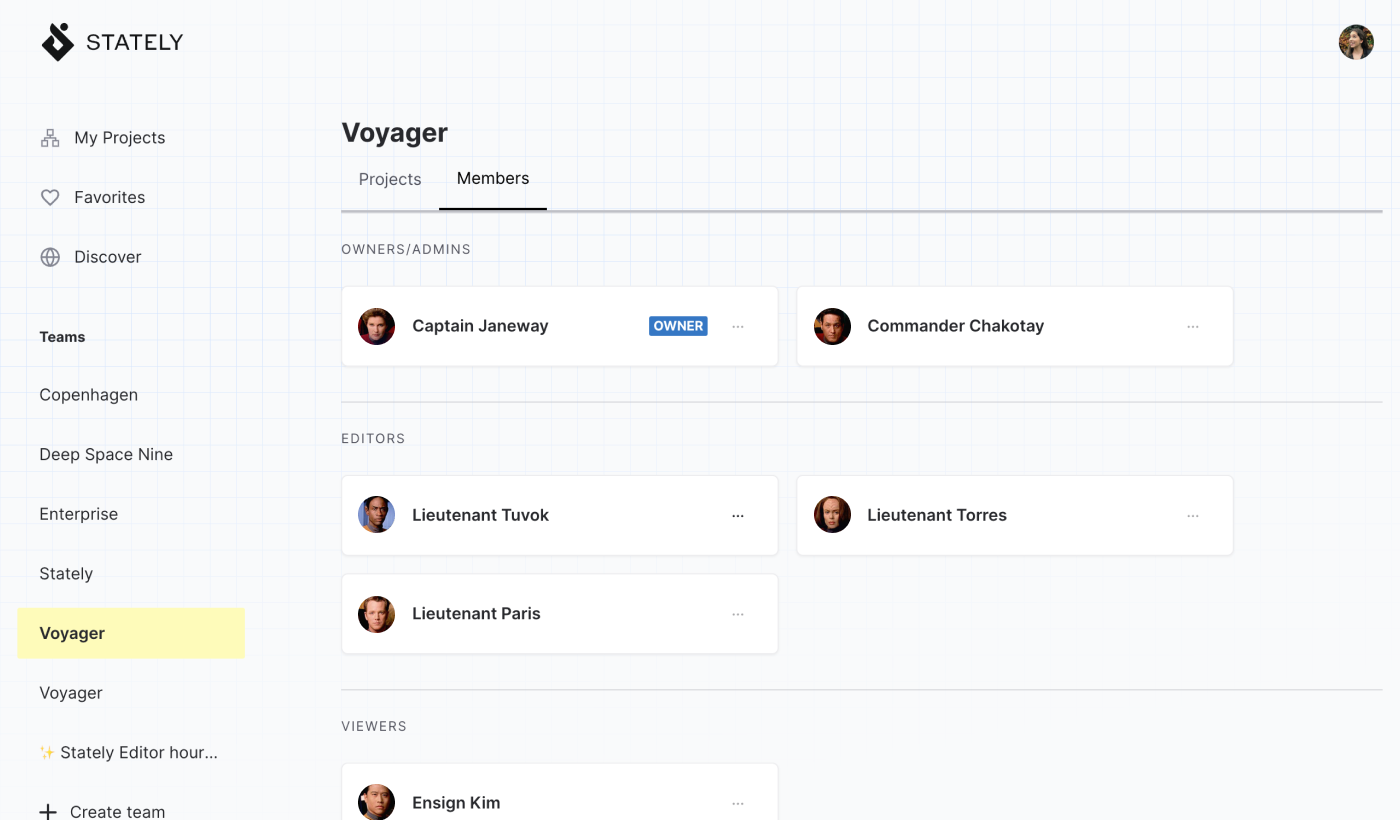 STATELY
My Projects
Favorites
Discover
Teams
Copenhagen
Deep Space Nine
Enterprise
Stately
Voyager
Voyager
✨ Stately Editor hour...
+ Create team
Voyager
Projects Members
OWNERS/ADMINS
Captain Janeway OWNER ...
Commander Chakotay ...
EDITORS
Lieutenant Tuvok ...
Lieutenant Torres ...
Lieutenant Paris ...
VIEWERS
Ensign Kim ...